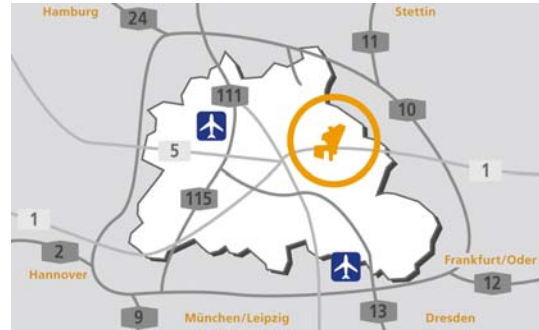 Hamburg
24
Stettin
11
111
10
5
1
115
1
2
Hannover
Frankfurt/Oder
12
9
München/Leipzig
13
Dresden